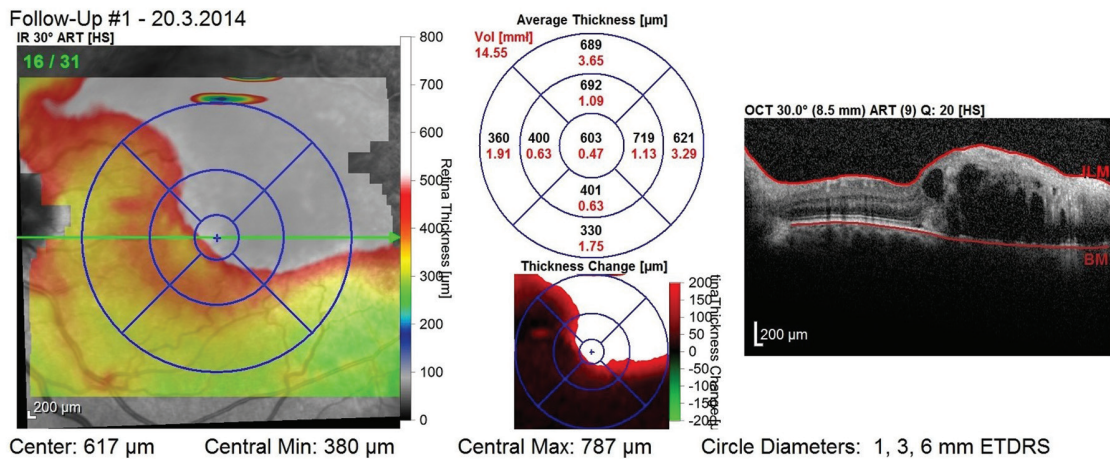 Follow-Up #1 - 20.3.2014
IR 30° ART [HS]
16 / 31
200 µm
800
700
600
500
400
300
200
100
0
Retina Thickness [µm]
Average Thickness [µm]
Vol [mmł]
14.55
689
3.65
692
1.09
360
1.91
400
0.63
603
0.47
719
1.13
621
3.29
401
0.63
330
1.75
Thickness Change [µm]
200
150
100
50
0
-50
-100
-150
-200
OCT 30.0° (8.5 mm) ART (9) Q: 20 [HS]
ILM
BM
200 µm
Center: 617 µm Central Min: 380 µm Central Max: 787 µm Circle Diameters: 1, 3, 6 mm ETDRS